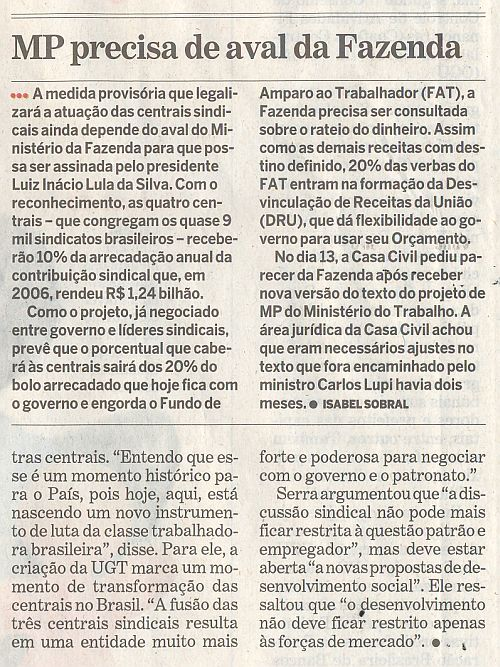 MP precisa de aval da Fazenda
••• A medida provisória que legali-
zará a atuação das centrais sindi-
cais ainda depende do aval do Mi-
nistério da Fazenda para que pos-
sa ser assinada pelo presidente
Luiz Inácio Lula da Silva. Com o
reconhecimento, as quatro cen-
trais – que congregam os quase 9
mil sindicatos brasileiros – recebe-
rão 10% da arrecadação anual da
contribuição sindical que, em
2006, rendeu R$ 1,24 bilhão.
Como o projeto, já negociado
entre governo e líderes sindicais,
prevê que o porcentual que cabe-
rá às centrais sairá dos 20% do
bolo arrecadado que hoje fica com
o governo e engorda o Fundo de
Amparo ao Trabalhador (FAT), a
Fazenda precisa ser consultada
sobre o rateio do dinheiro. Assim
como as demais receitas com des-
tino definido, 20% das verbas do
FAT entram na formação da Des-
vinculação de Receitas da União
(DRU), que dá flexibilidade ao go-
verno para usar seu Orçamento.
No dia 13, a Casa Civil pediu pa-
recer da Fazenda após receber
nova versão do texto do projeto de
MP do Ministério do Trabalho. A
área jurídica da Casa Civil achou
que eram necessários ajustes no
texto que fora encaminhado pelo
ministro Carlos Lupi havia dois
meses. ● ISABEL SOBRAL
tras centrais. “Entendo que es-
se é um momento histórico pa-
ra o País, pois hoje, aqui, está
nascendo um novo instrumen-
to de luta da classe trabalhado-
ra brasileira”, disse. Para ele, a
criação da UGT marca um mo-
mento de transformação das
centrais no Brasil. “A fusão das
três centrais sindicais resulta
em uma entidade muito mais
forte e poderosa para negociar
com o governo e o patronato.”
Serra argumentou que “a dis-
cussão sindical não pode mais
ficar restrita à questão patrão e
empregador”, mas deve estar
aberta “a novas propostas de de-
senvolvimento social”. Ele res-
saltou que “o desenvolvimento
não deve ficar restrito apenas
às forças de mercado”. ●